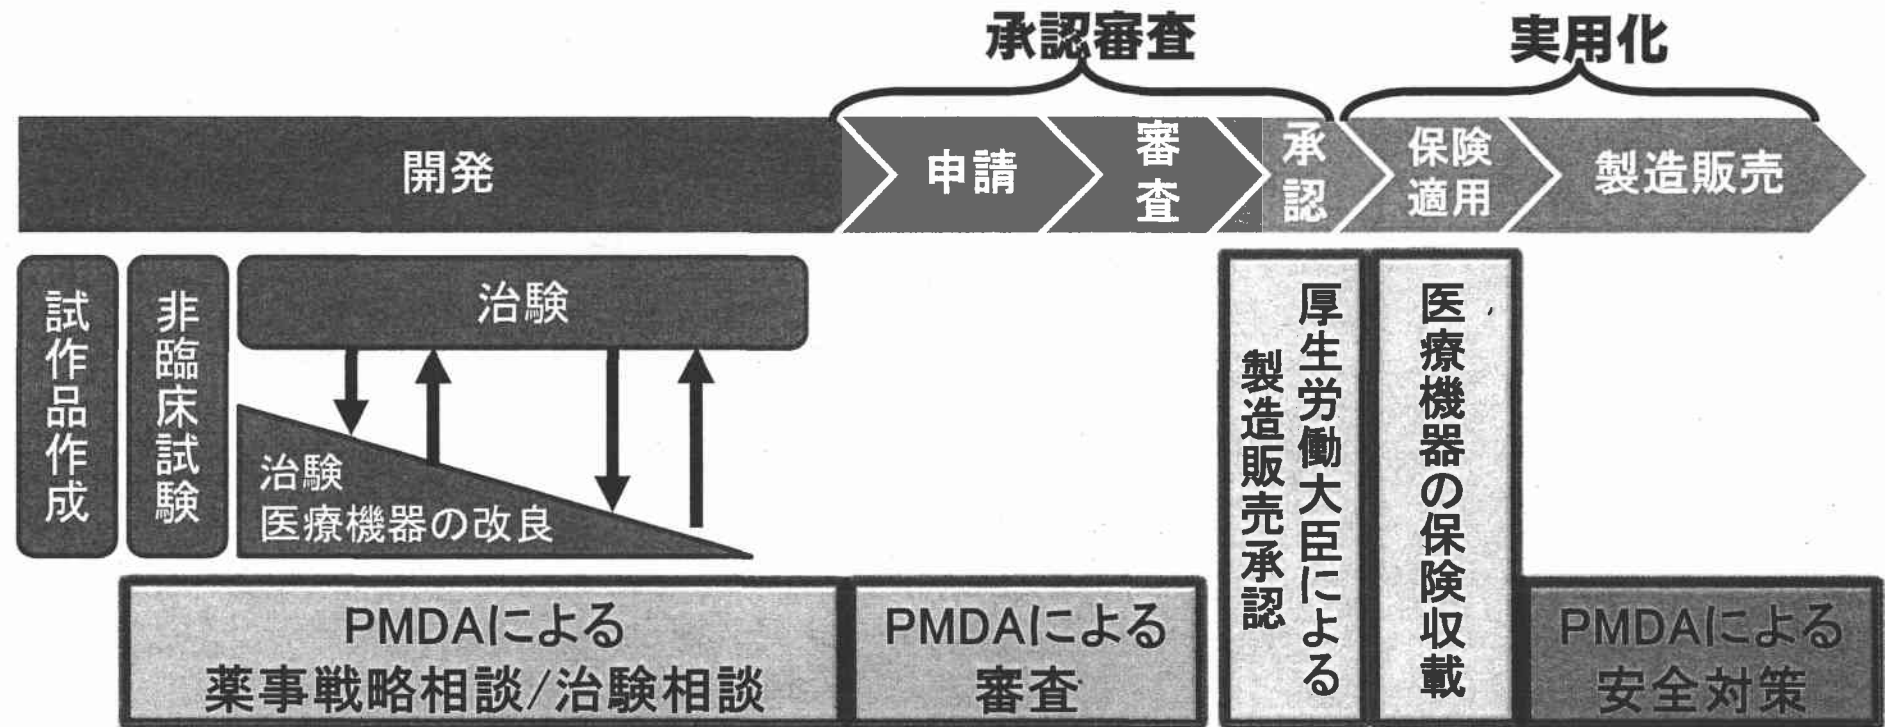 承認審査
実用化
開発
申請
審査
承認
保険
適用
製造販売
試作品作成
非臨床試験
治験
治験
医療機器の改良
厚生労働大臣による
製造販売承認
医療機器の保険収載
PMDAによる
薬事戦略相談/治験相談
PMDAによる
審査
PMDAによる
安全対策